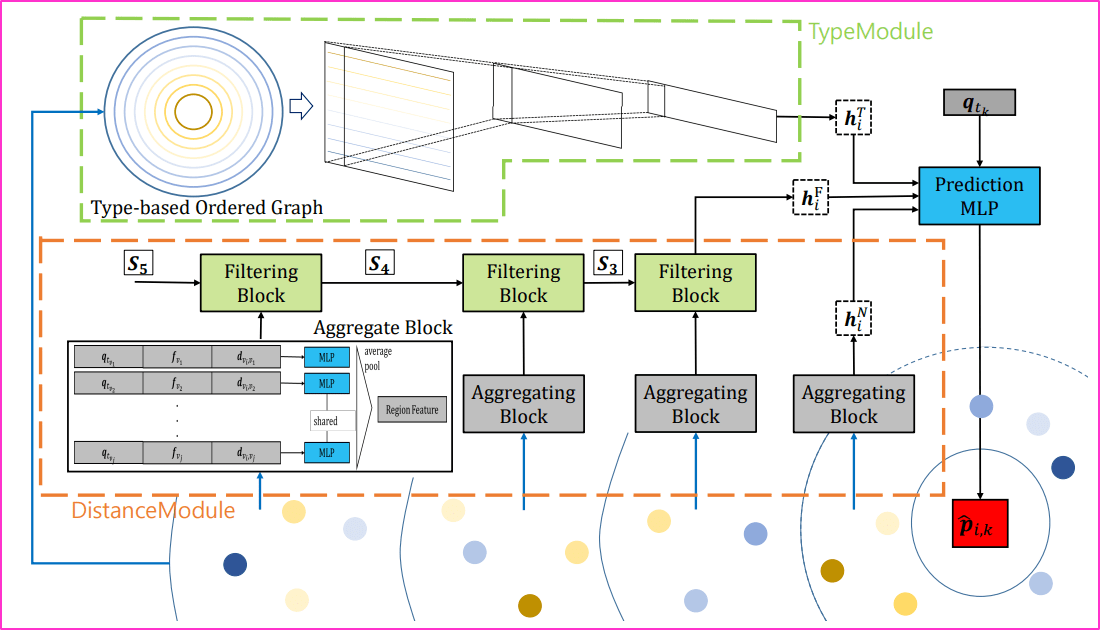 TypeModule
Type-based Ordered Graph
h_i^T
q_{t_k}
Prediction
MLP
h_i^F
S_5
Filtering
Block
S_4
Filtering
Block
S_3
Filtering
Block
h_i^N
Aggregate Block
q_{t_{v_1}} f_{v_1} d_{v_i,v_1} MLP
average
pool
q_{t_{v_2}} f_{v_2} d_{v_i,v_2} MLP
.
.
.
shared
Region Feature
q_{t_{v_j}} f_{v_j} d_{v_i,v_j} MLP
Aggregating
Block
Aggregating
Block
Aggregating
Block
DistanceModule
p̂_{i,k}